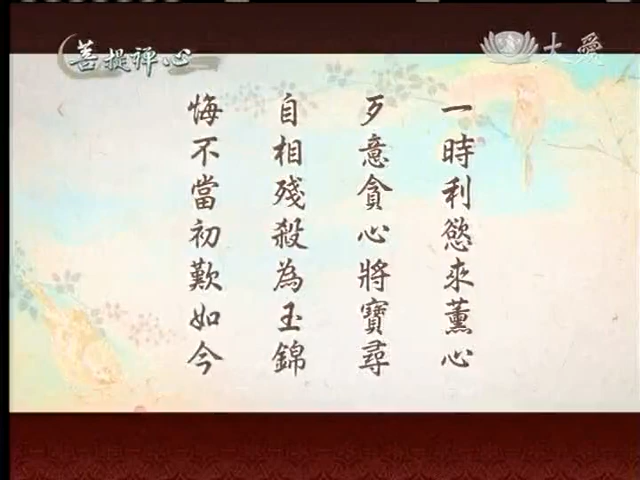 菩提禪心
大愛
一時利慾來薰心
歹意貪心將寶尋
自相殘殺為玉錦
悔不當初歎如今